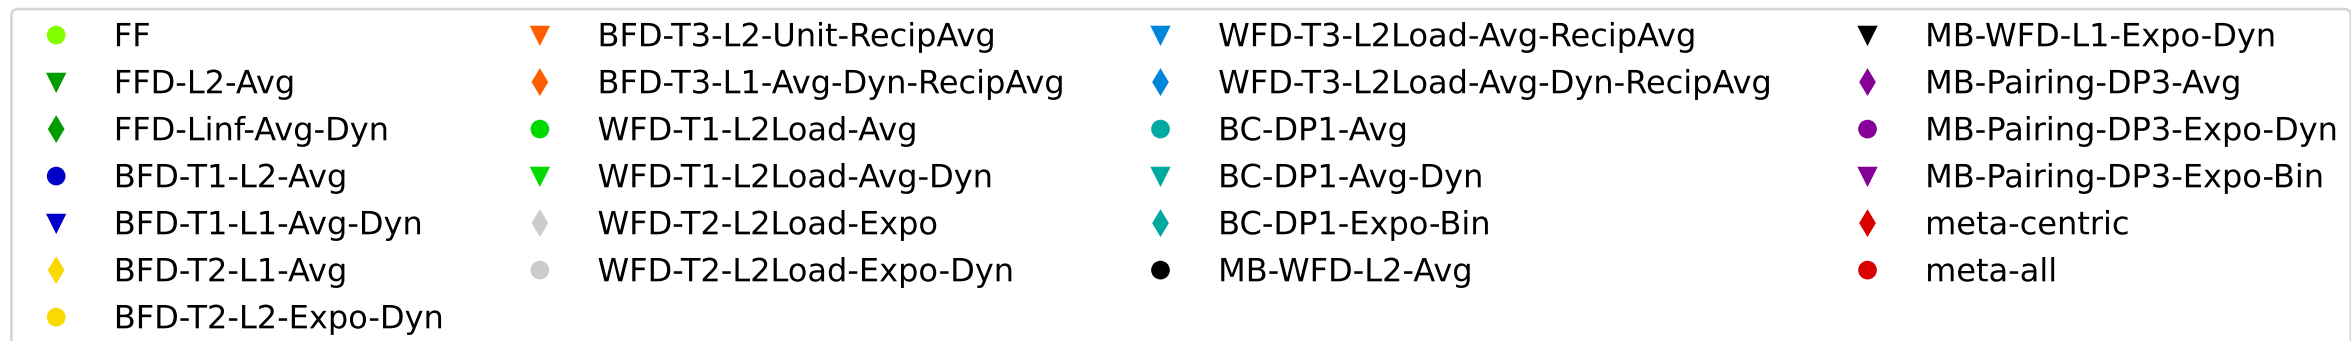 FF
FFD-L2-Avg
FFD-Linf-Avg-Dyn
BFD-T1-L2-Avg
BFD-T1-L1-Avg-Dyn
BFD-T2-L1-Avg
BFD-T2-L2-Expo-Dyn
BFD-T3-L2-Unit-RecipAvg
BFD-T3-L1-Avg-Dyn-RecipAvg
WFD-T1-L2Load-Avg
WFD-T1-L2Load-Avg-Dyn
WFD-T2-L2Load-Expo
WFD-T2-L2Load-Expo-Dyn
WFD-T3-L2Load-Avg-RecipAvg
WFD-T3-L2Load-Avg-Dyn-RecipAvg
BC-DP1-Avg
BC-DP1-Avg-Dyn
BC-DP1-Expo-Bin
MB-WFD-L2-Avg
MB-WFD-L1-Expo-Dyn
MB-Pairing-DP3-Avg
MB-Pairing-DP3-Expo-Dyn
MB-Pairing-DP3-Expo-Bin
meta-centric
meta-all